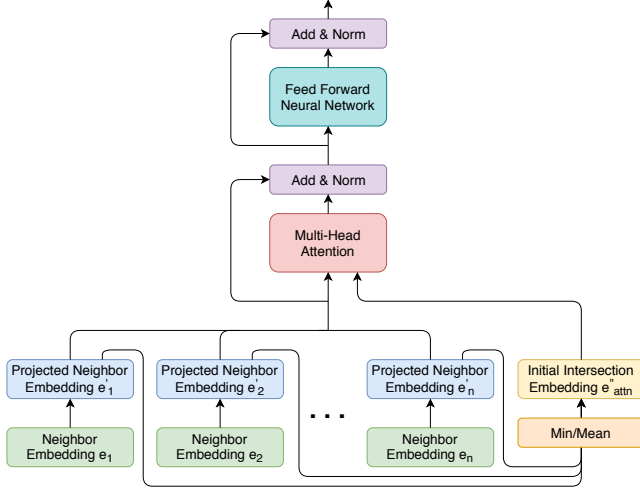 Add & Norm
Feed Forward
Neural Network
Add & Norm
Multi-Head
Attention
Projected Neighbor
Embedding e'1
Projected Neighbor
Embedding e'2
Projected Neighbor
Embedding e'n
Initial Intersection
Embedding e"attn
. . .
Neighbor
Embedding e1
Neighbor
Embedding e2
Neighbor
Embedding en
Min/Mean